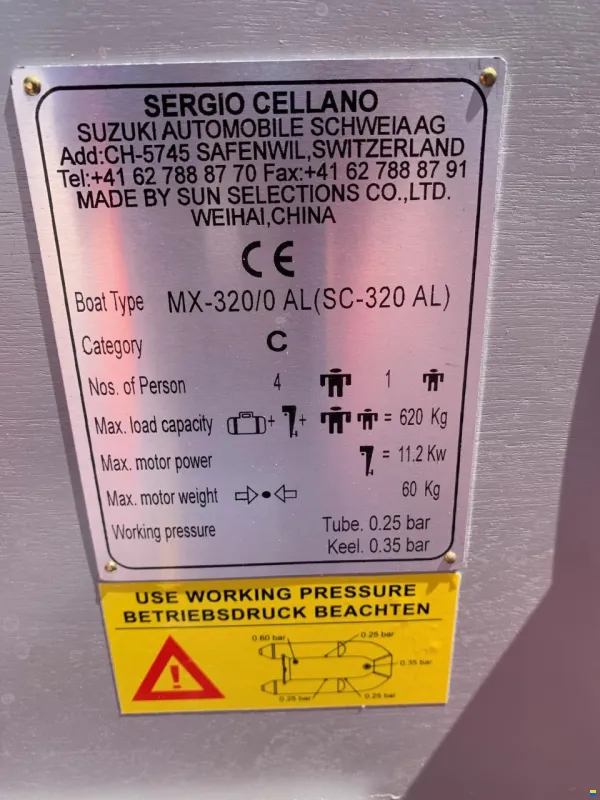 SERGIO CELLANO
SUZUKI AUTOMOBILE SCHWEIA AG
Add:CH-5745 SAFENWIL,SWITZERLAND
Tel:+41 62 788 87 70 Fax:+41 62 788 87 91
MADE BY SUN SELECTIONS CO.,LTD.
WEIHAI,CHINA
CE
Boat Type MX-320/0 AL(SC-320 AL)
Category C
Nos. of Person 4 1
Max. load capacity + + = 620 Kg
Max. motor power = 11.2 Kw
Max. motor weight 60 Kg
Working pressure Tube. 0.25 bar
Keel. 0.35 bar
USE WORKING PRESSURE
BETRIEBSDRUCK BEACHTEN
0.60 bar 0.25 bar
0.35 bar
0.25 bar 0.25 bar